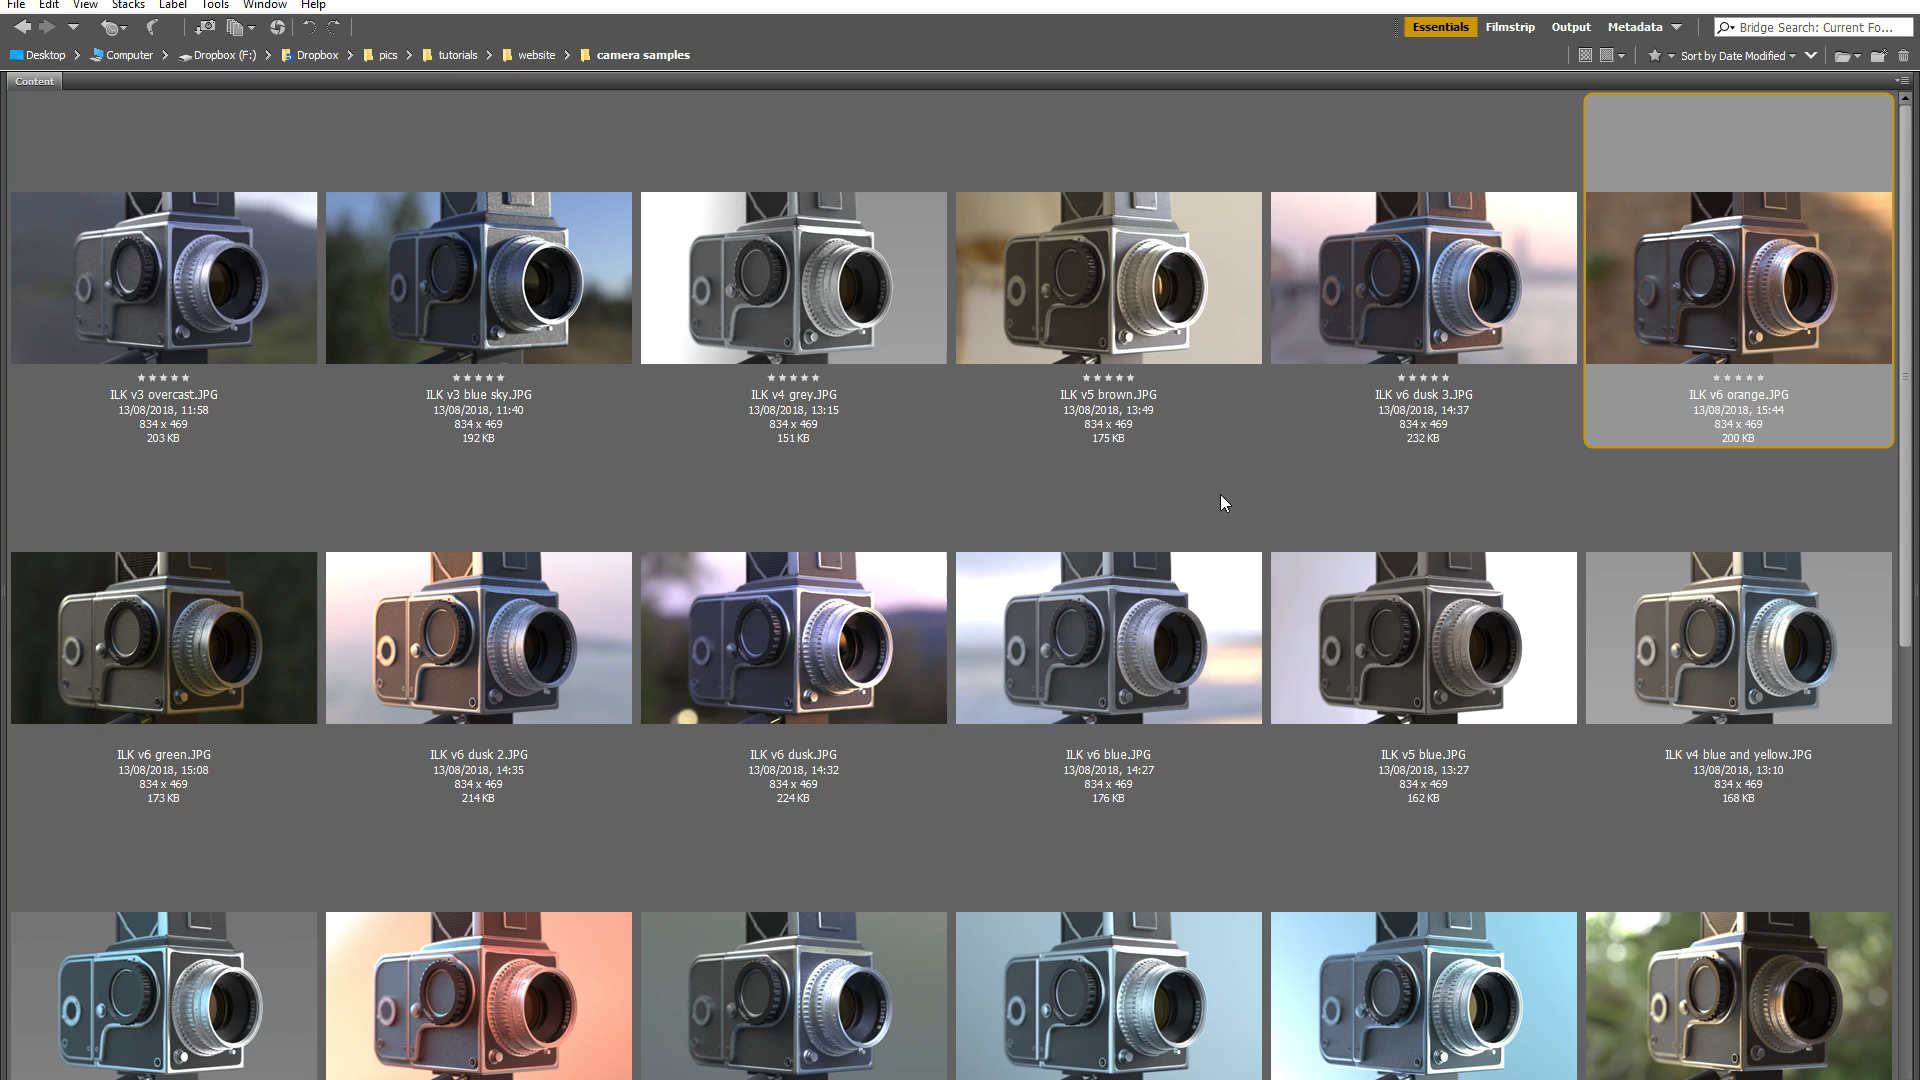 File Edit View Stacks Label Tools Window Help
Essentials Filmstrip Output Metadata Bridge Search: Current Fo...
Desktop Computer Dropbox (F:) Dropbox pics tutorials website camera samples Sort by Date Modified
Content
ILK v3 overcast.JPG
13/08/2018, 11:58
834 x 469
203 KB
ILK v3 blue sky.JPG
13/08/2018, 11:40
834 x 469
192 KB
ILK v4 grey.JPG
13/08/2018, 13:15
834 x 469
151 KB
ILK v5 brown.JPG
13/08/2018, 13:49
834 x 469
175 KB
ILK v6 dusk 3.JPG
13/08/2018, 14:37
834 x 469
232 KB
ILK v6 orange.JPG
13/08/2018, 15:44
834 x 469
200 KB
ILK v6 green.JPG
13/08/2018, 15:08
834 x 469
173 KB
ILK v6 dusk 2.JPG
13/08/2018, 14:35
834 x 469
214 KB
ILK v6 dusk.JPG
13/08/2018, 14:32
834 x 469
224 KB
ILK v6 blue.JPG
13/08/2018, 14:27
834 x 469
176 KB
ILK v5 blue.JPG
13/08/2018, 13:27
834 x 469
162 KB
ILK v4 blue and yellow.JPG
13/08/2018, 13:10
834 x 469
168 KB